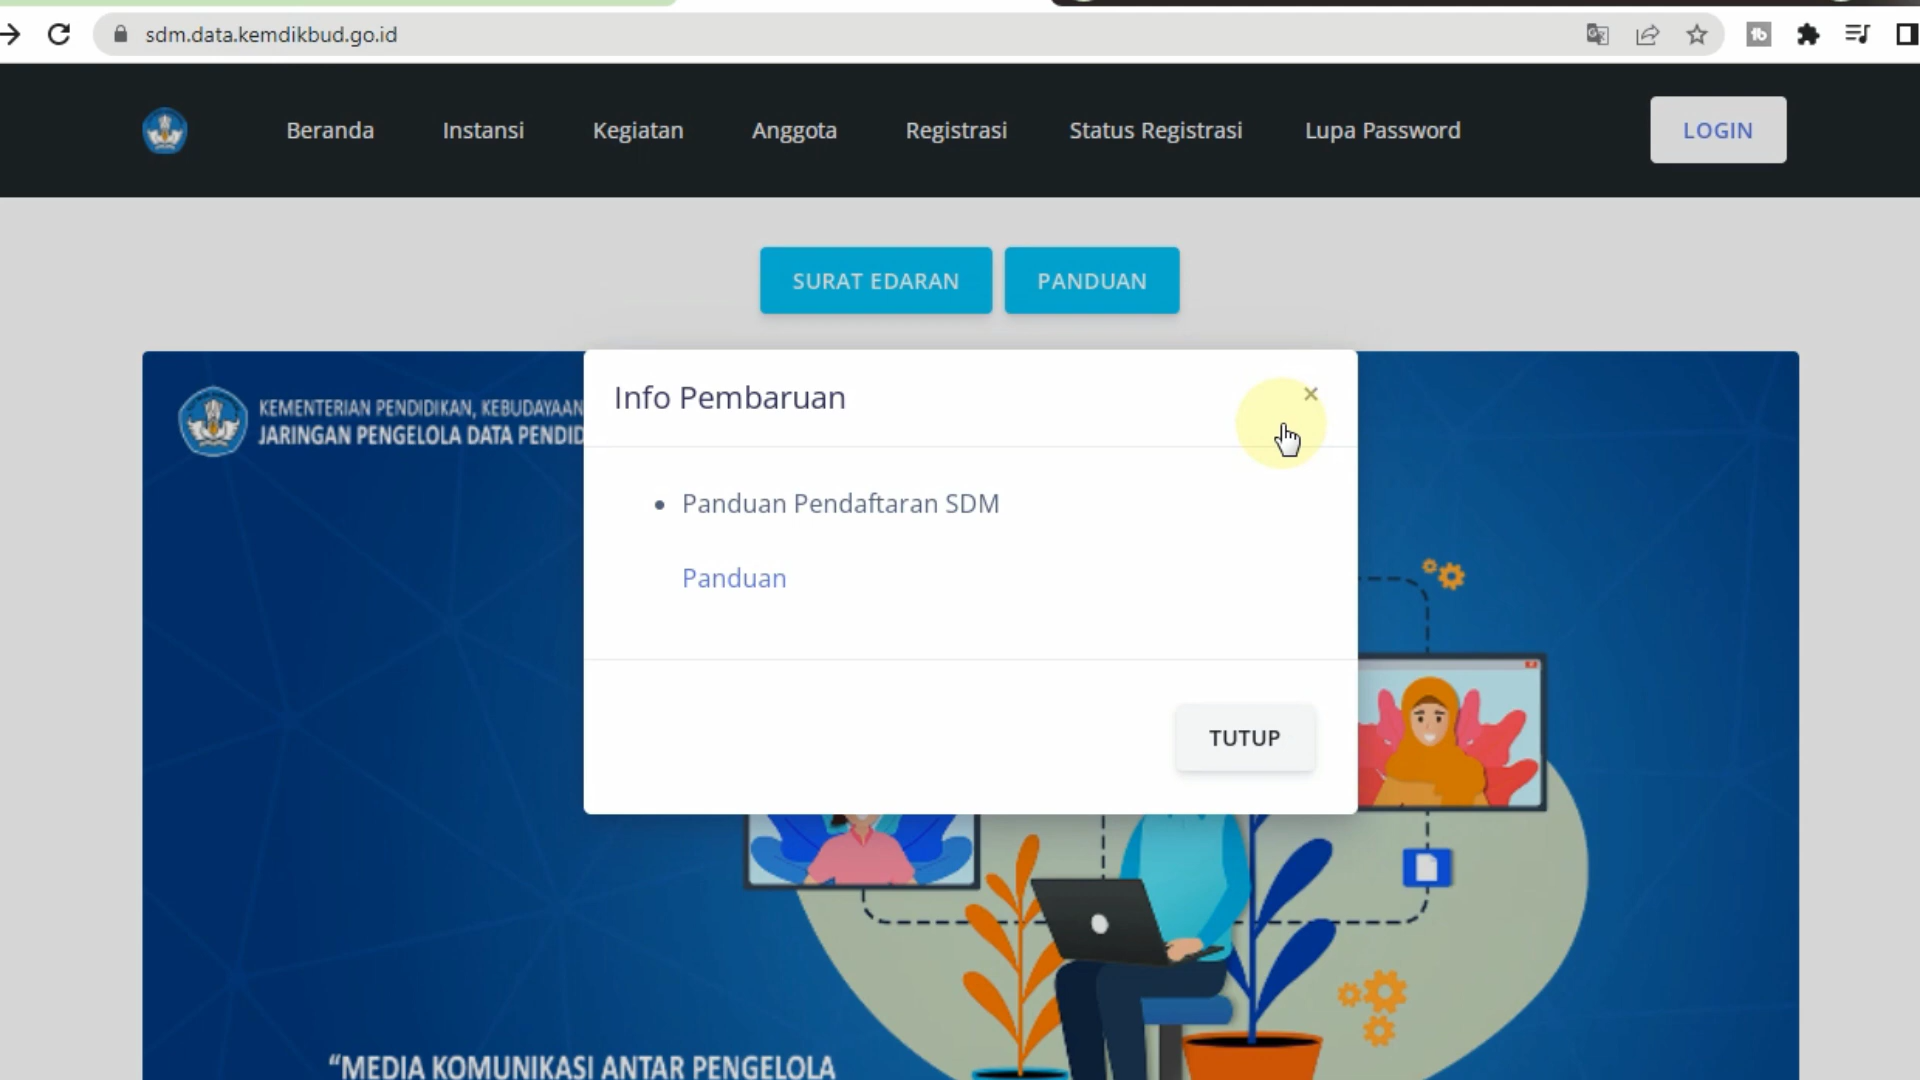 sdm.data.kemdikbud.go.id
Beranda Instansi Kegiatan Anggota Registrasi Status Registrasi Lupa Password LOGIN
SURAT EDARAN PANDUAN
KEMENTERIAN PENDIDIKAN, KEBUDAYAAN
JARINGAN PENGELOLA DATA PENDID
Info Pembaruan ×
• Panduan Pendaftaran SDM
Panduan
TUTUP
“MEDIA KOMUNIKASI ANTAR PENGELOLA